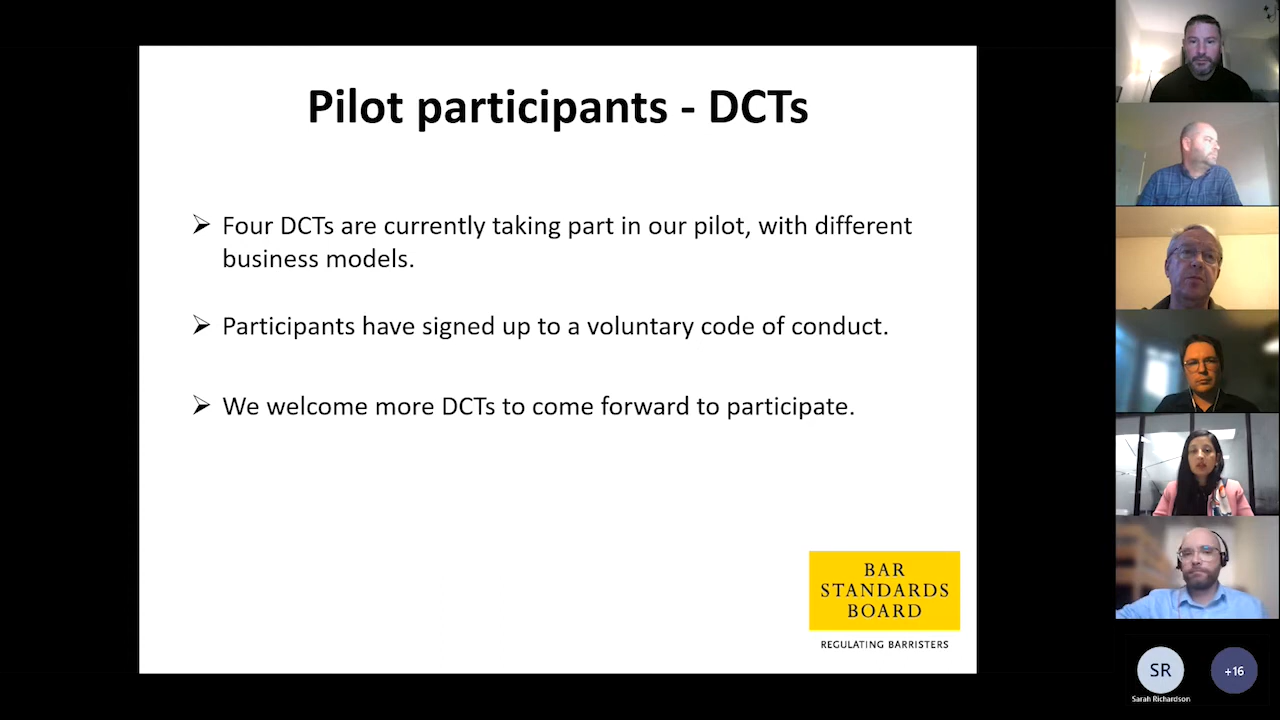 Pilot participants - DCTs
➢ Four DCTs are currently taking part in our pilot, with different
business models.
➢ Participants have signed up to a voluntary code of conduct.
➢ We welcome more DCTs to come forward to participate.
BAR
STANDARDS
BOARD
REGULATING BARRISTERS
SR
+16
Sarah Richardson